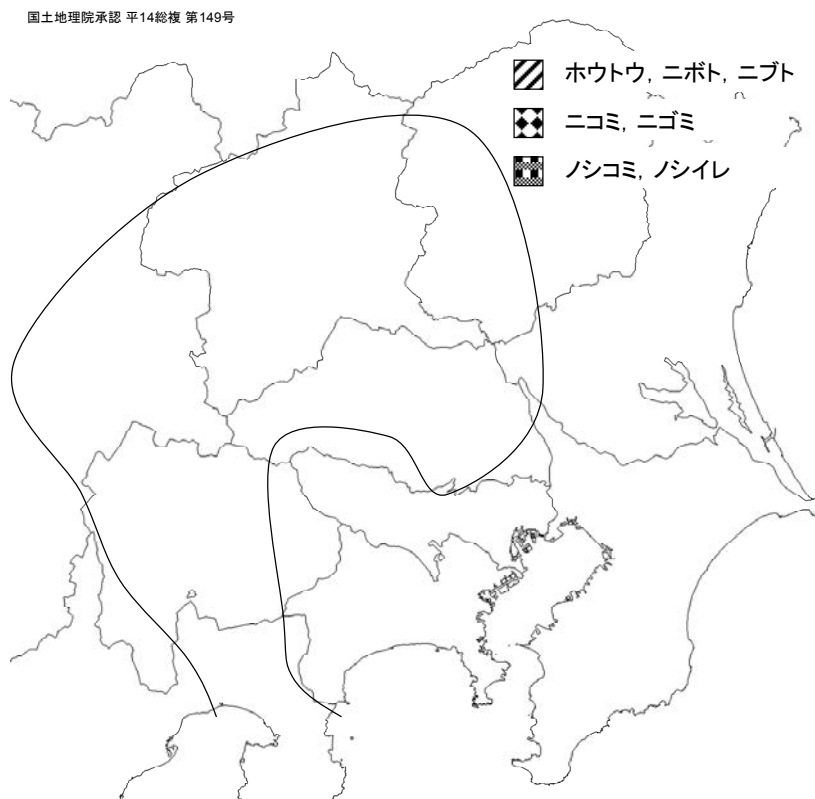 国土地理院承認 平14総複 第149号
ホウトウ, ニボト, ニブト
ニコミ, ニゴミ
ノシコミ, ノシイレ